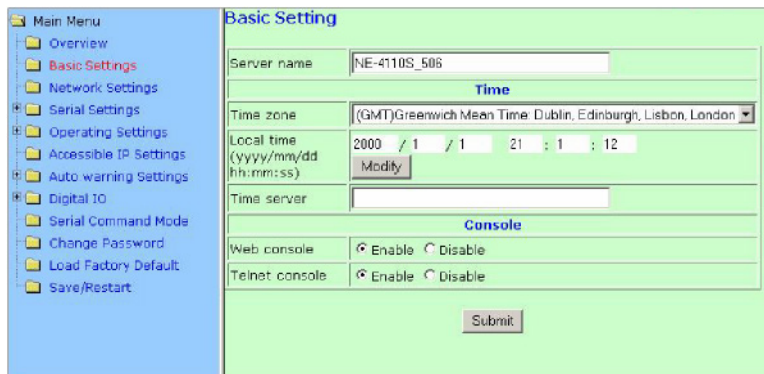 Main Menu
Overview
Basic Settings
Network Settings
Serial Settings
Operating Settings
Accessible IP Settings
Auto warning Settings
Digital IO
Serial Command Mode
Change Password
Load Factory Default
Save/Restart
Basic Setting
Server name NE-4110S_506
Time
Time zone (GMT)Greenwich Mean Time: Dublin, Edinburgh, Lisbon, London
Local time
(yyyy/mm/dd
hh:mm:ss)
2000 / 1 / 1 21 : 1 : 12
Modify
Time server
Console
Web console Enable Disable
Telnet console Enable Disable
Submit